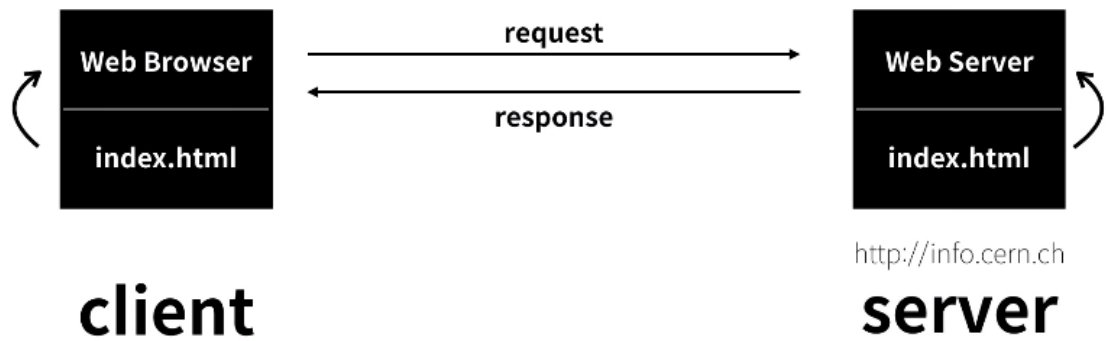 request
Web Browser
Web Server
response
index.html
index.html
http://info.cern.ch
client
server